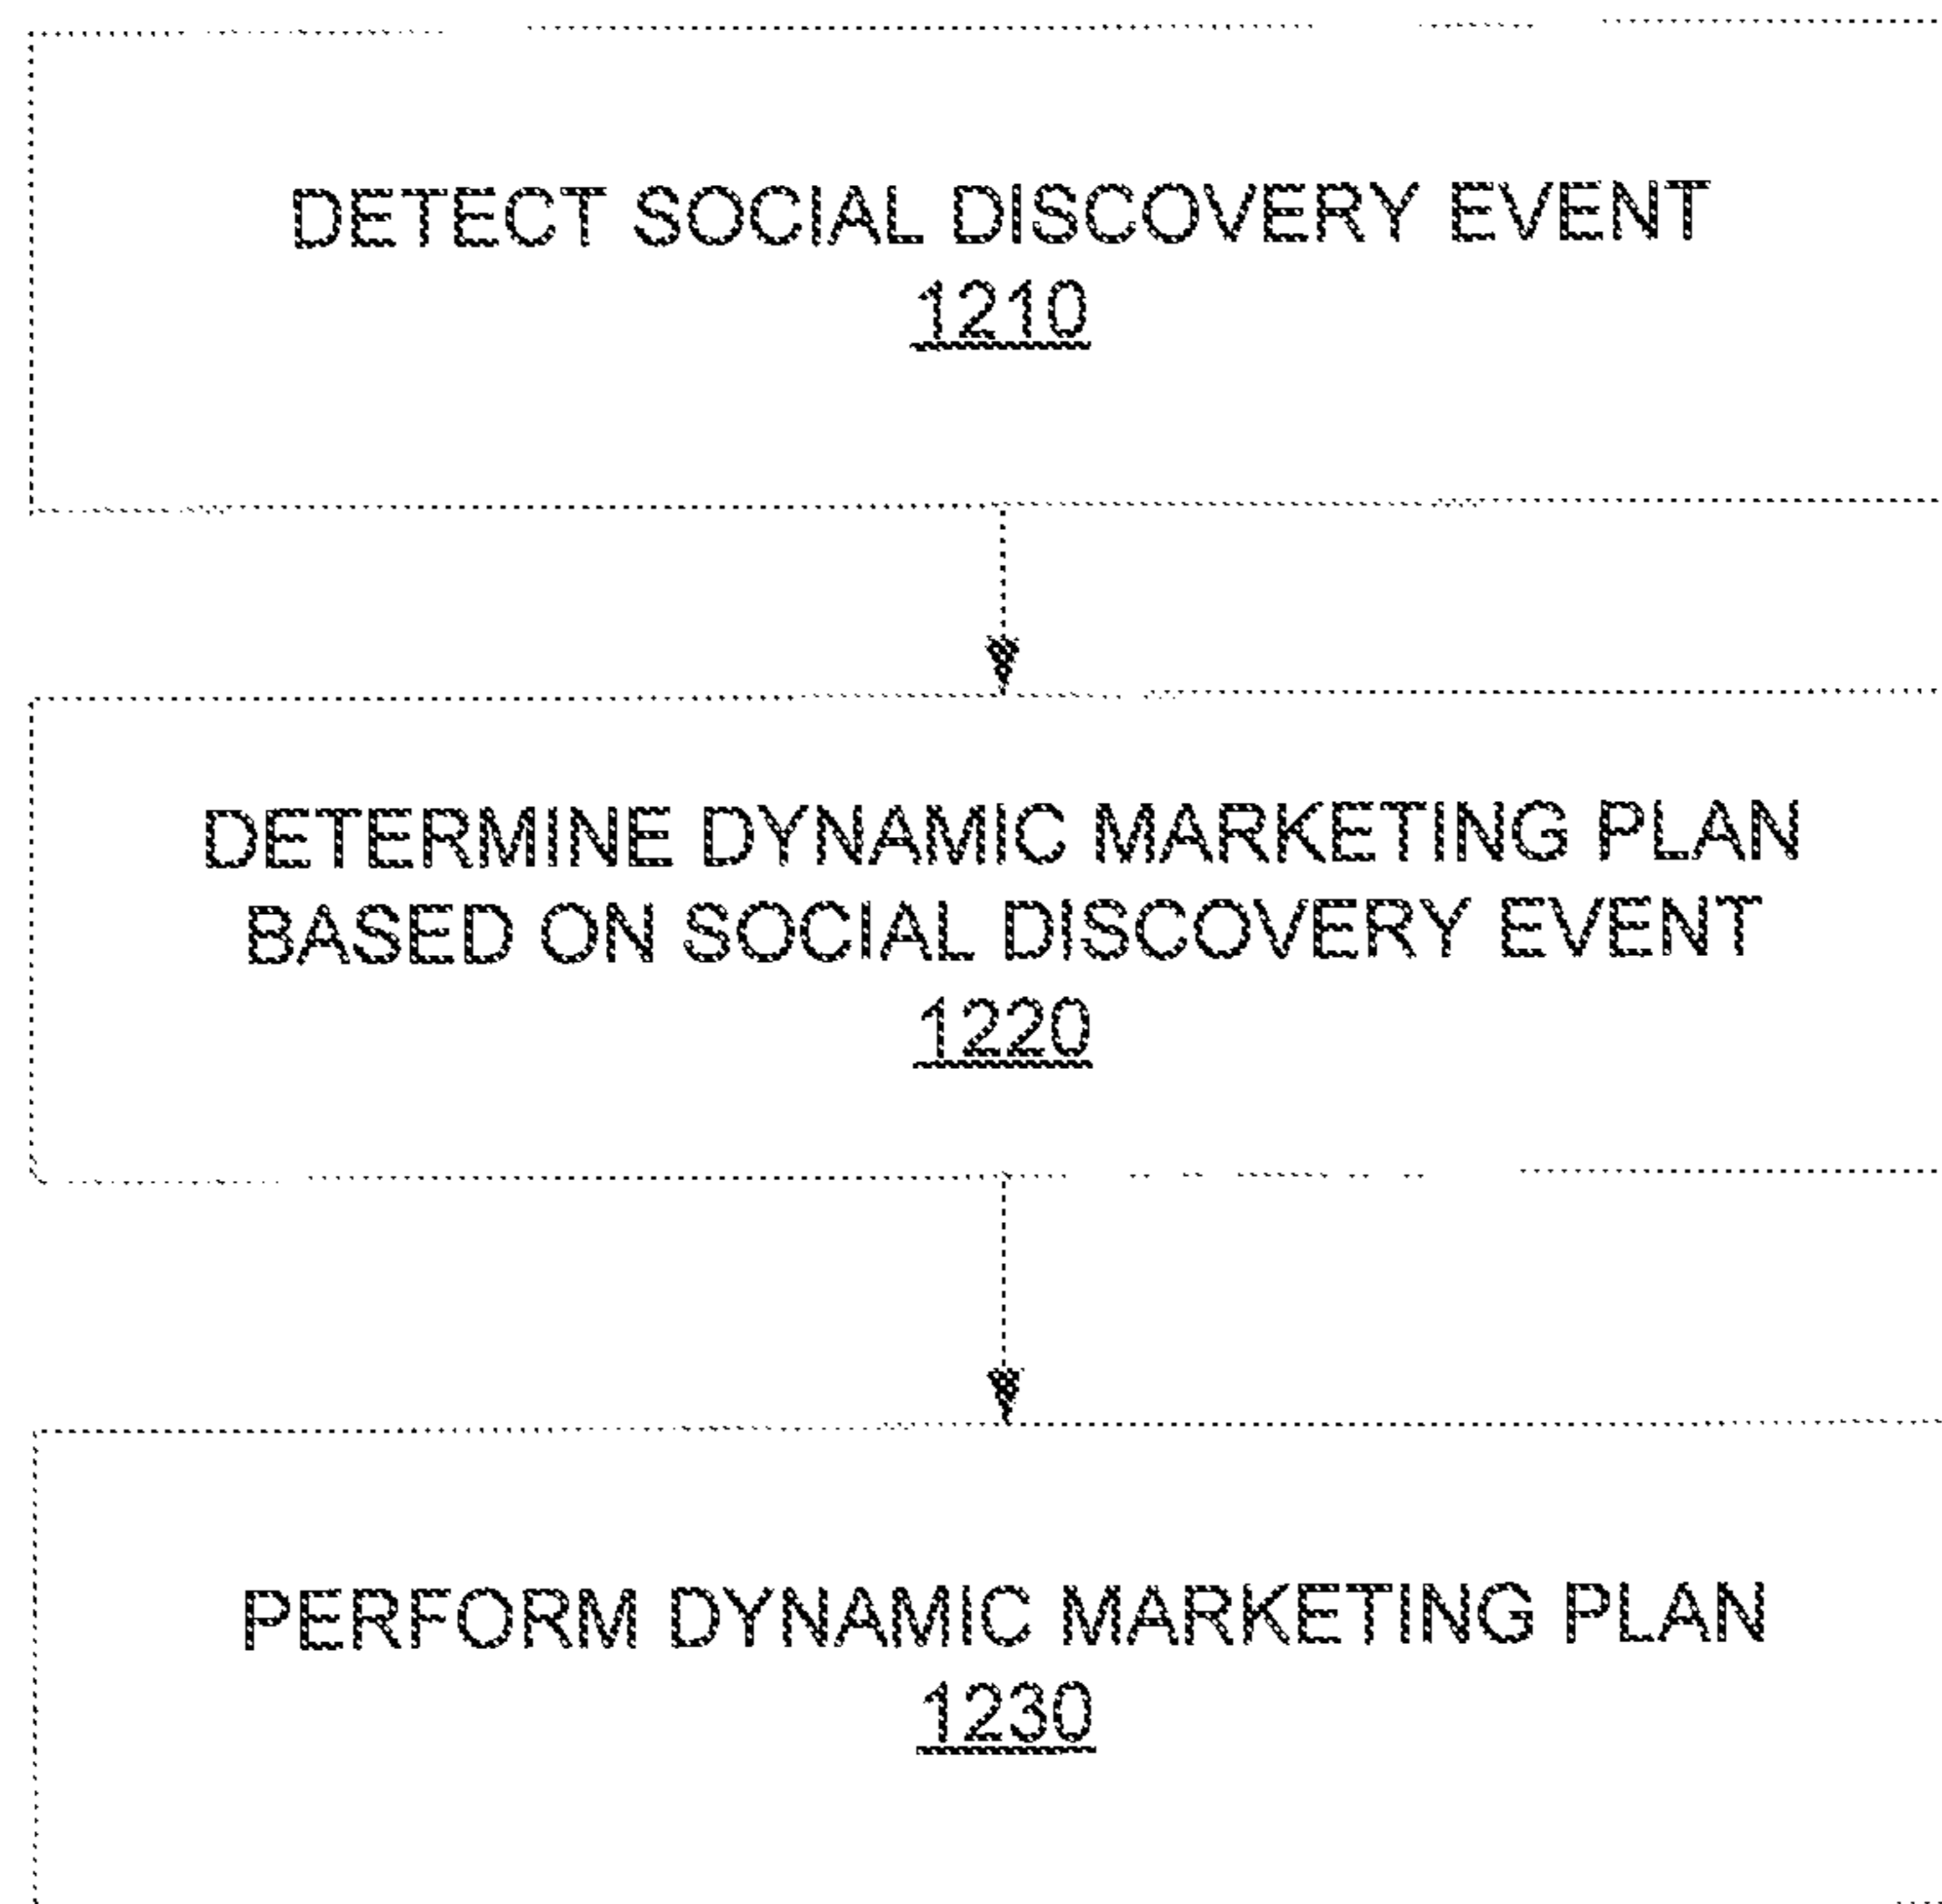 DETECT SOCIAL DISCOVERY EVENT
1210
DETERMINE DYNAMIC MARKETING PLAN
BASED ON SOCIAL DISCOVERY EVENT
1220
PERFORM DYNAMIC MARKETING PLAN
1230